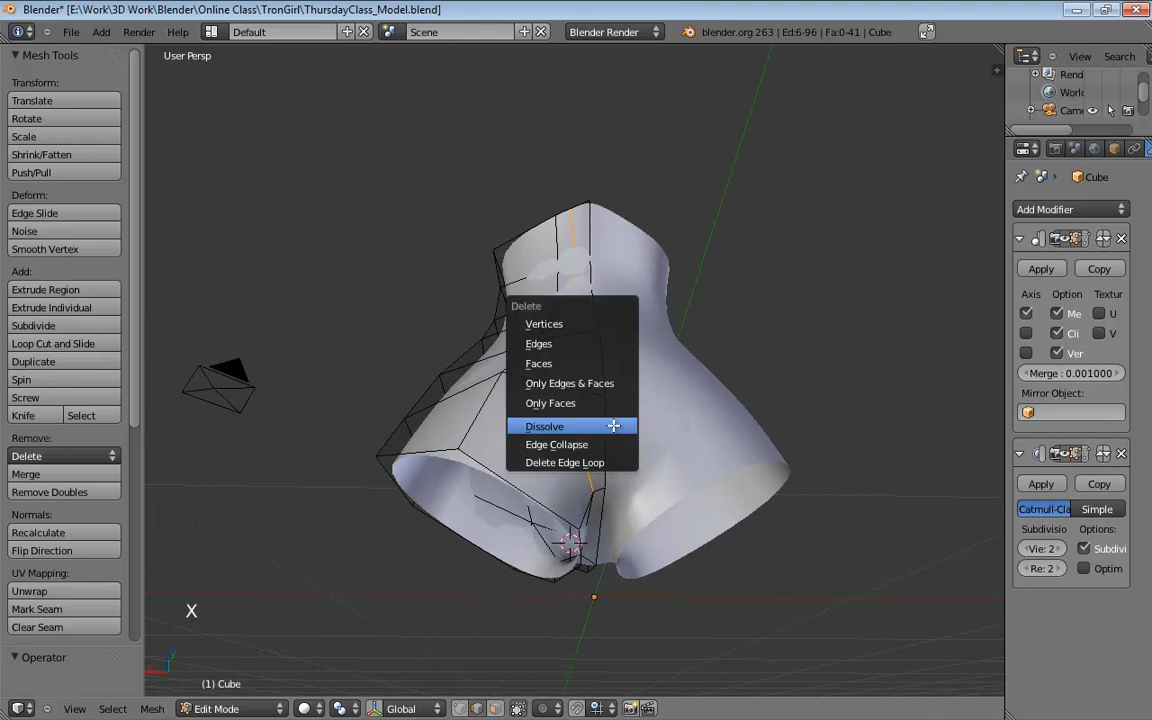 Blender* [E:\Work\3D Work\Blender\Online Class\TronGirl\ThursdayClass_Model.blend]
File Add Render Window Help Default Scene Blender Render blender.org 263 | Ed:6-96 | Fa:0-41 | Cube
Mesh Tools
Transform:
Translate
Rotate
Scale
Shrink/Fatten
Push/Pull
Deform:
Edge Slide
Noise
Smooth Vertex
Add:
Extrude Region
Extrude Individual
Subdivide
Loop Cut and Slide
Duplicate
Spin
Screw
Knife Select
Remove:
Delete
Merge
Remove Doubles
Normals:
Recalculate
Flip Direction
UV Mapping:
Unwrap
Mark Seam
Clear Seam
Operator
User Persp
Delete
Vertices
Edges
Faces
Only Edges & Faces
Only Faces
Dissolve
Edge Collapse
Delete Edge Loop
X
(1) Cube
View Select Mesh Edit Mode Global
View Search
Rend
World
Came
Cube
Add Modifier
Apply Copy
Axis Option Textur
Me U
Cli V
Ver
Merge: 0.001000
Mirror Object:
Apply Copy
Catmull-Cla Simple
Subdivisio Options:
Vie: 2 Subdivi
Re: 2 Optim